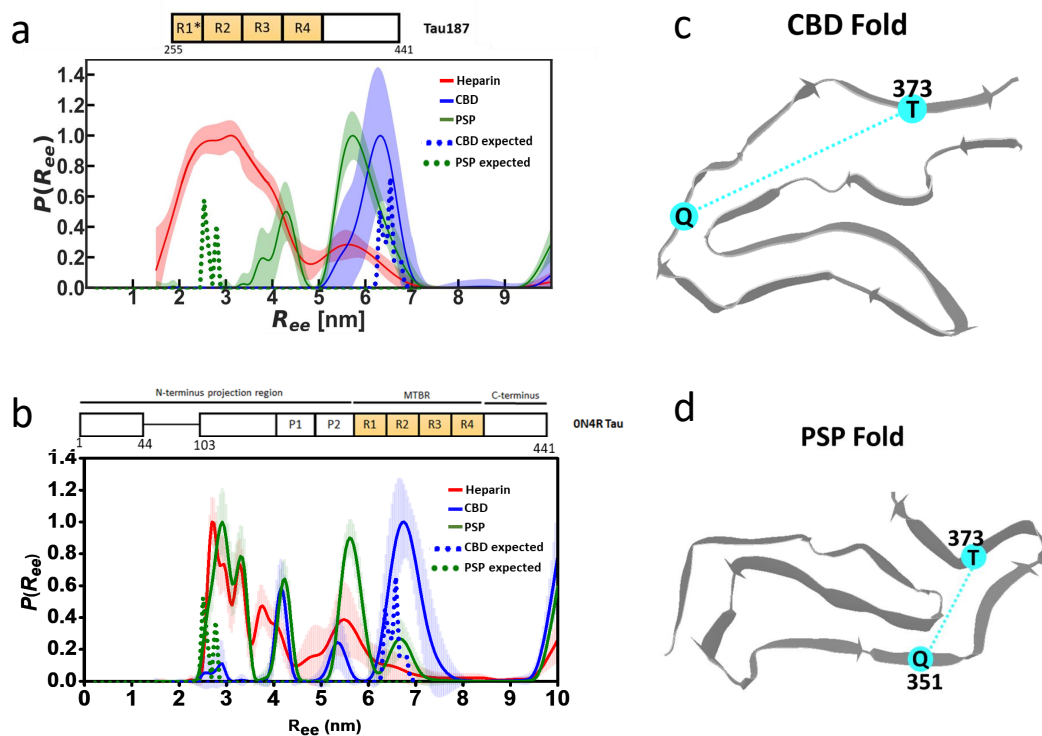 a
R1* R2 R3 R4 Tau187
255 441
1.4
1.2
1.0
0.8
0.6
0.4
0.2
0.0
P(Ree)
Heparin
CBD
PSP
CBD expected
PSP expected
1 2 3 4 5 6 7 8 9
Ree [nm]
b
N-terminus projection region MTBR C-terminus
P1 P2 R1 R2 R3 R4 0N4R Tau
1 44 103 441
1.4
1.2
1.0
0.8
0.6
0.4
0.2
0.0
P(Ree)
Heparin
CBD
PSP
CBD expected
PSP expected
0 1 2 3 4 5 6 7 8 9 10
Ree (nm)
c
CBD Fold
373
T
Q
d
PSP Fold
373
T
Q
351